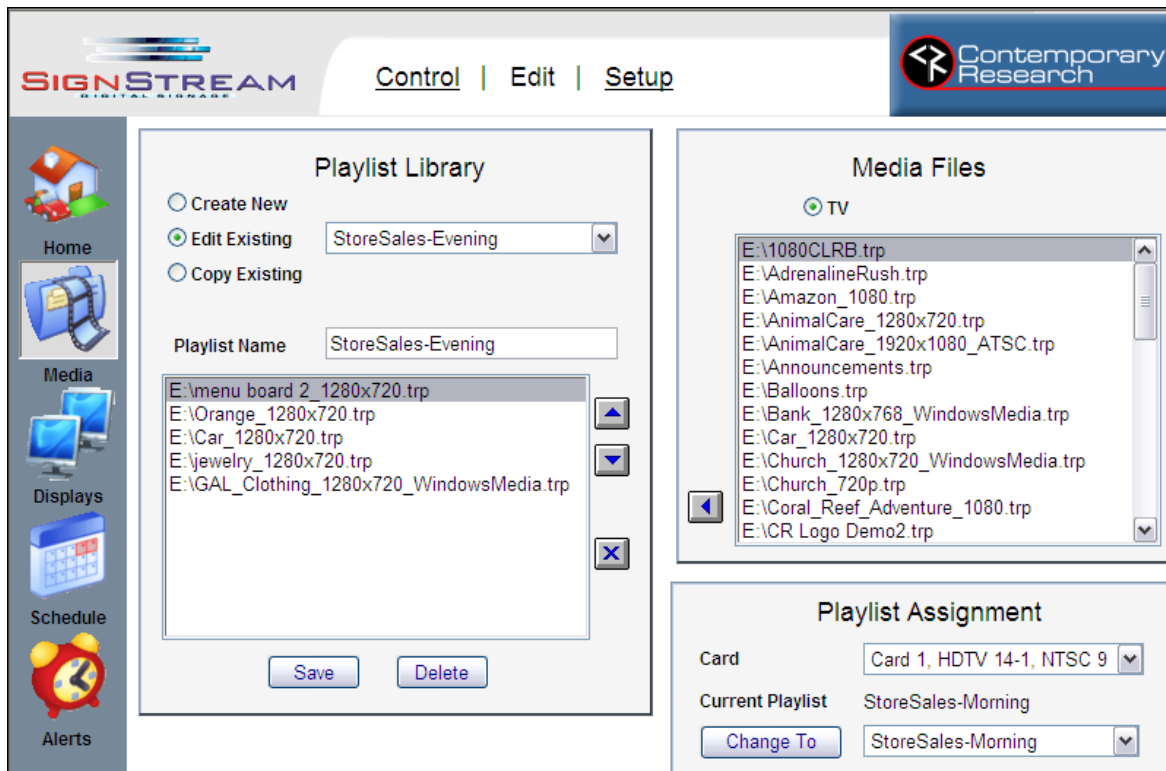 SIGNSTREAM
DIGITAL SIGNAGE
Control | Edit | Setup
Contemporary
Research
Home
Media
Displays
Schedule
Alerts
Playlist Library
Create New
Edit Existing
StoreSales-Evening
Copy Existing
Playlist Name
StoreSales-Evening
E:\menu board 2_1280x720.trp
E:\Orange_1280x720.trp
E:\Car_1280x720.trp
E:\jewelry_1280x720.trp
E:\GAL_Clothing_1280x720_WindowsMedia.trp
Save
Delete
Media Files
TV
E:\1080CLRB.trp
E:\AdrenalineRush.trp
E:\Amazon_1080.trp
E:\AnimalCare_1280x720.trp
E:\AnimalCare_1920x1080_ATSC.trp
E:\Announcements.trp
E:\Balloons.trp
E:\Bank_1280x768_WindowsMedia.trp
E:\Car_1280x720.trp
E:\Church_1280x720_WindowsMedia.trp
E:\Church_720p.trp
E:\Coral_Reef_Adventure_1080.trp
E:\CR Logo Demo2.trp
Playlist Assignment
Card
Card 1, HDTV 14-1, NTSC 9
Current Playlist
StoreSales-Morning
Change To
StoreSales-Morning